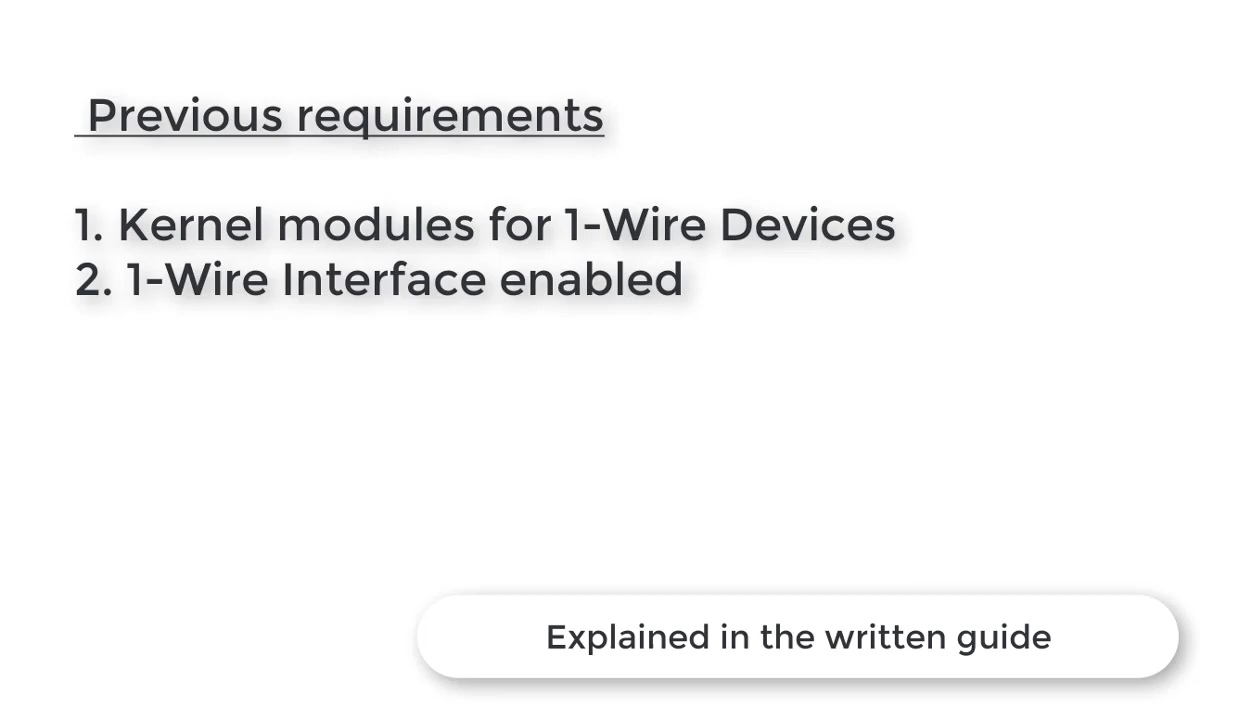 Previous requirements
1. Kernel modules for 1-Wire Devices
2. 1-Wire Interface enabled
Explained in the written guide